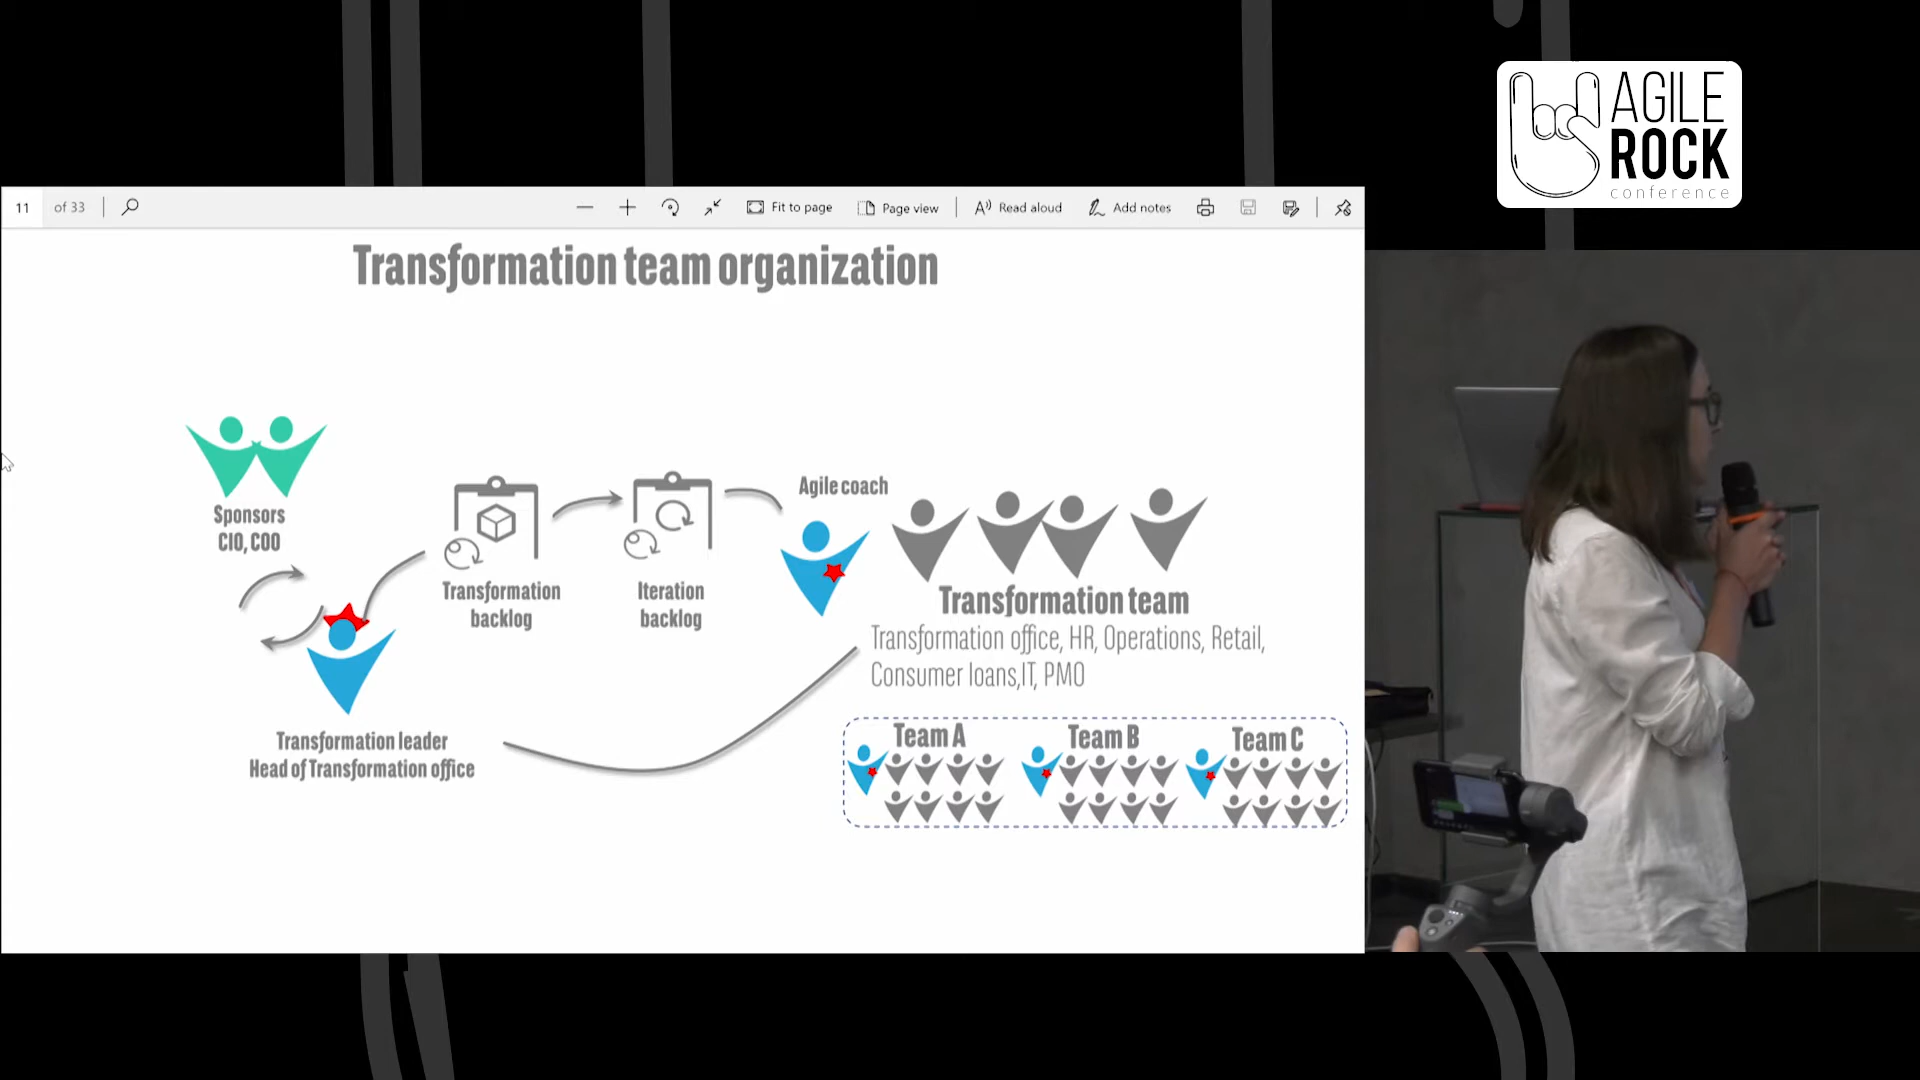 AGILE
ROCK
conference
11 of 33
Fit to page
Page view
Read aloud
Add notes
Transformation team organization
Sponsors
CIO, COO
Transformation
backlog
Iteration
backlog
Agile coach
Transformation team
Transformation office, HR, Operations, Retail,
Consumer loans,IT, PMO
Transformation leader
Head of Transformation office
Team A
Team B
Team C